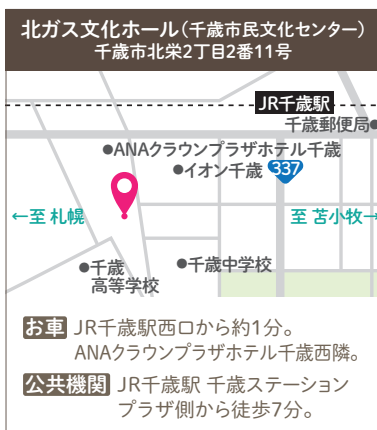 北ガス文化ホール(千歳市民文化センター)
千歳市北栄2丁目2番11号
JR千歳駅
千歳郵便局●
●ANAクラウンプラザホテル千歳
●イオン千歳 337
←至 札幌
至 苫小牧→
●千歳
高等学校
●千歳中学校
お車 JR千歳駅西口から約1分。
ANAクラウンプラザホテル千歳西隣。
公共機関 JR千歳駅 千歳ステーション
プラザ側から徒歩7分。